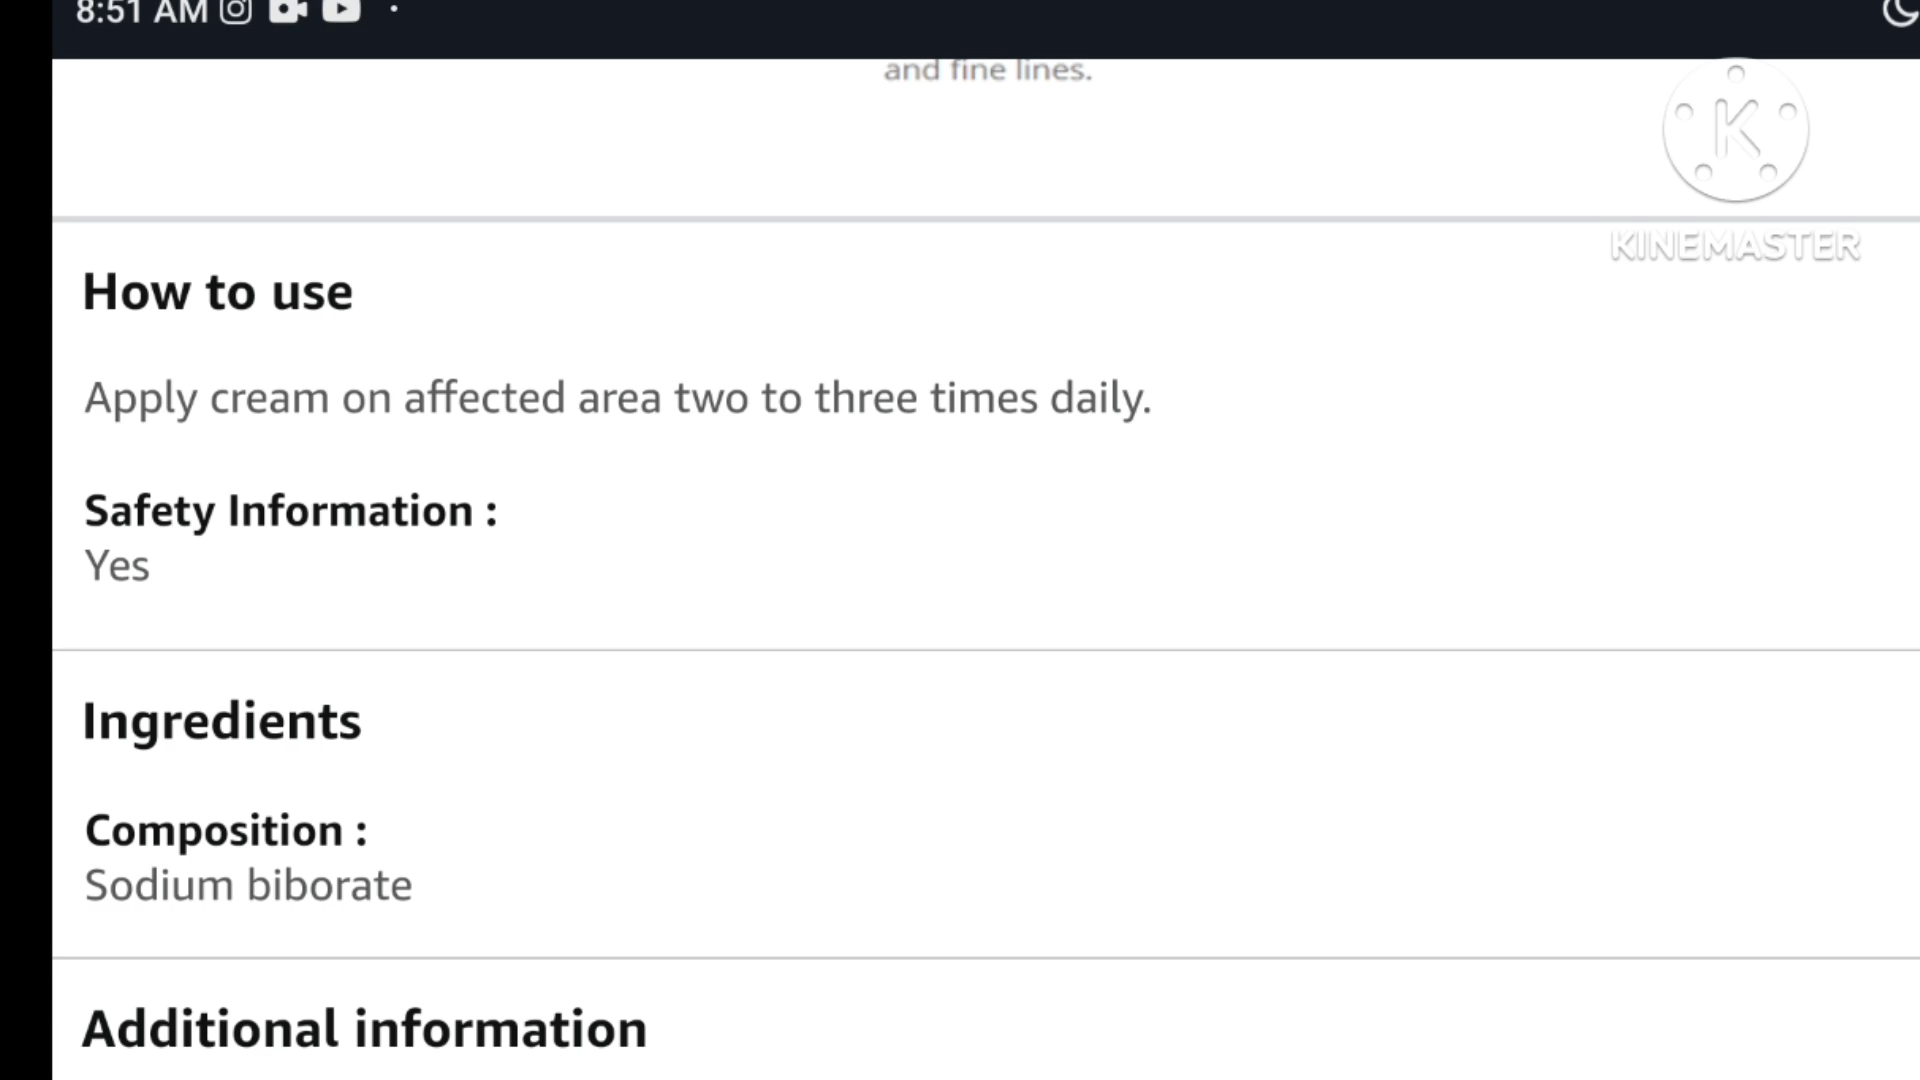 8:51 AM
and fine lines.
K
KINEMASTER
How to use
Apply cream on affected area two to three times daily.
Safety Information :
Yes
Ingredients
Composition :
Sodium biborate
Additional information